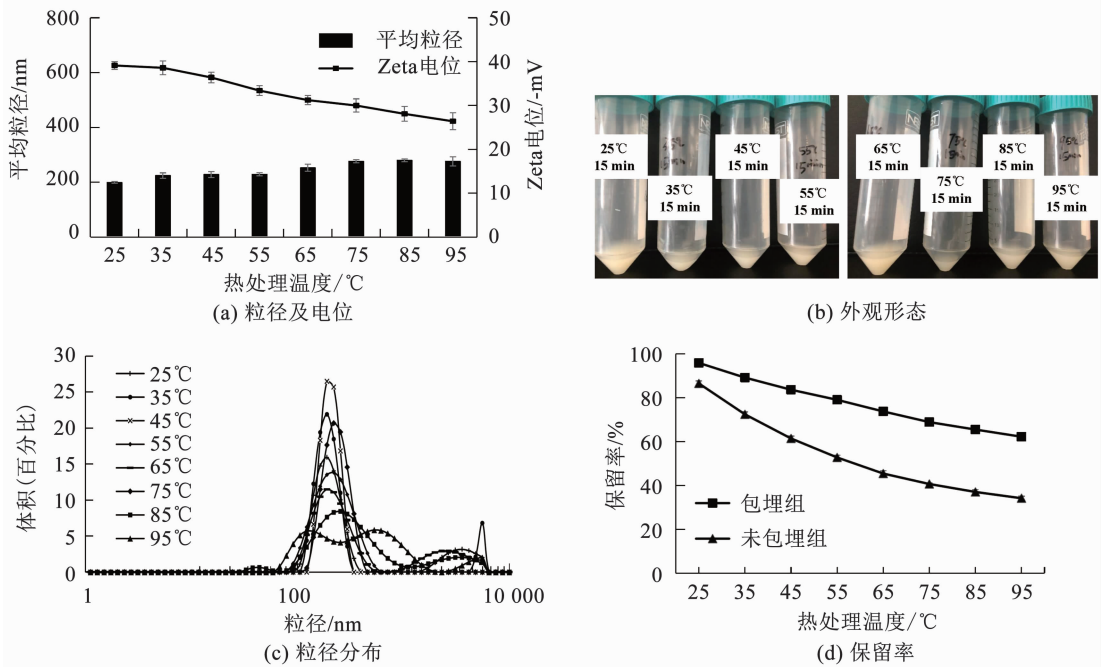 800
600
400
200
0
平均粒径/nm
50
40
30
20
10
0
Zeta电位/-mV
平均粒径
Zeta电位
25 35 45 55 65 75 85 95
热处理温度/℃
(a) 粒径及电位
25℃
15 min
35℃
15 min
45℃
15 min
55℃
15 min
65℃
15 min
75℃
15 min
85℃
15 min
95℃
15 min
(b) 外观形态
30
25
20
15
10
5
0
体积(百分比)
25℃
35℃
45℃
55℃
65℃
75℃
85℃
95℃
1 100 10 000
粒径/nm
(c) 粒径分布
100
80
60
40
20
0
保留率/%
包埋组
未包埋组
25 35 45 55 65 75 85 95
热处理温度/℃
(d) 保留率